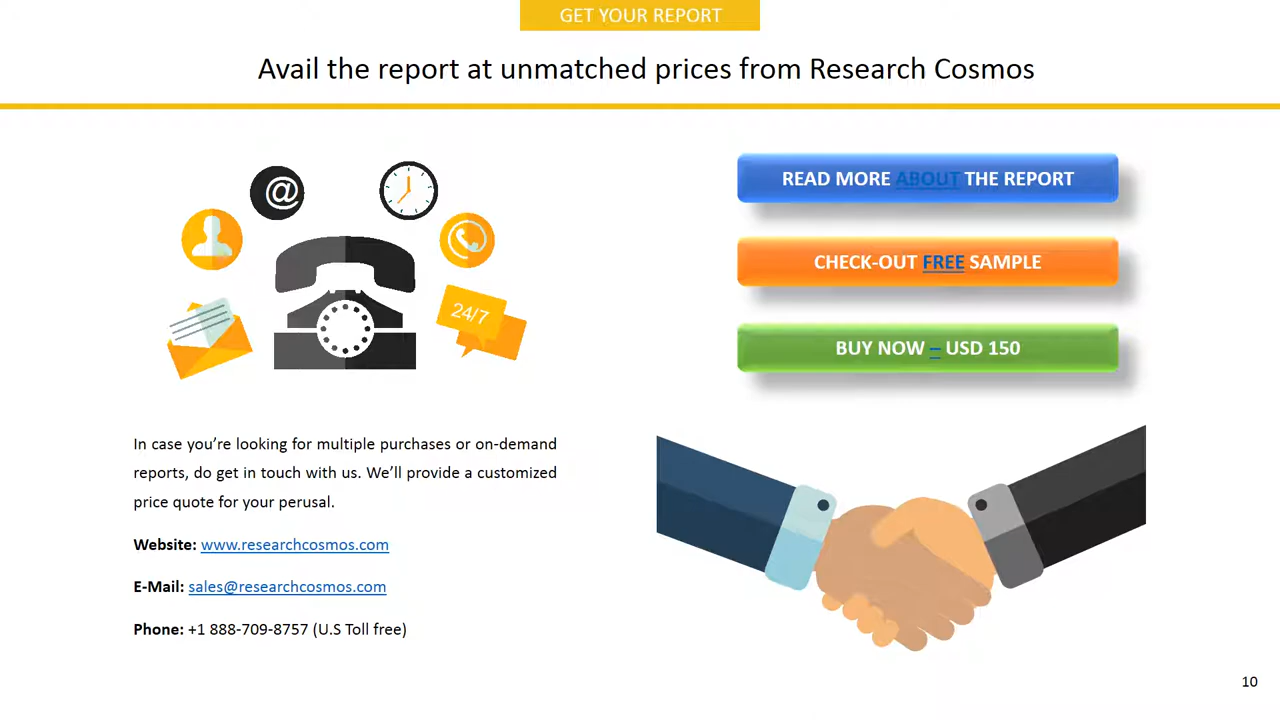 GET YOUR REPORT
Avail the report at unmatched prices from Research Cosmos
@
24/7
READ MORE ABOUT THE REPORT
CHECK-OUT FREE SAMPLE
BUY NOW – USD 150
In case you’re looking for multiple purchases or on-demand
reports, do get in touch with us. We’ll provide a customized
price quote for your perusal.
Website: www.researchcosmos.com
E-Mail: sales@researchcosmos.com
Phone: +1 888-709-8757 (U.S Toll free)
10